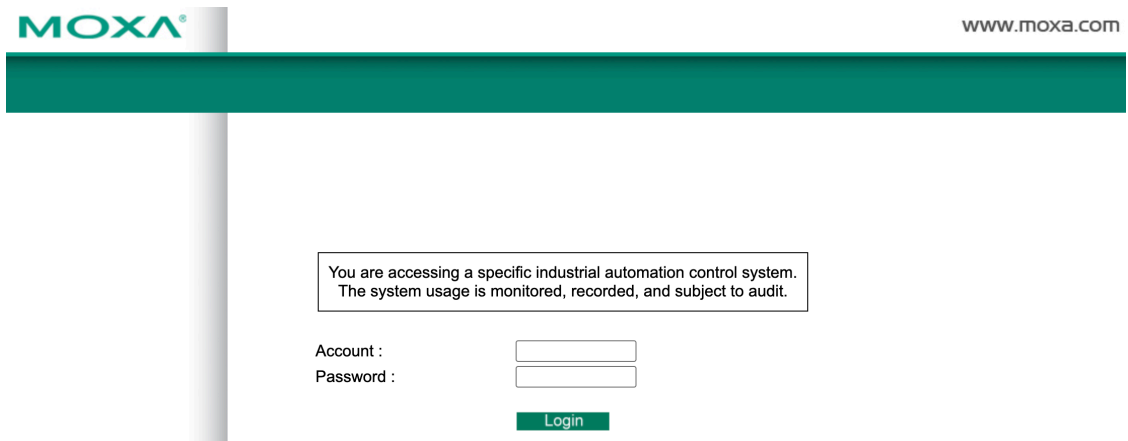 MOXA®
www.moxa.com
You are accessing a specific industrial automation control system.
The system usage is monitored, recorded, and subject to audit.
Account :
Password :
Login